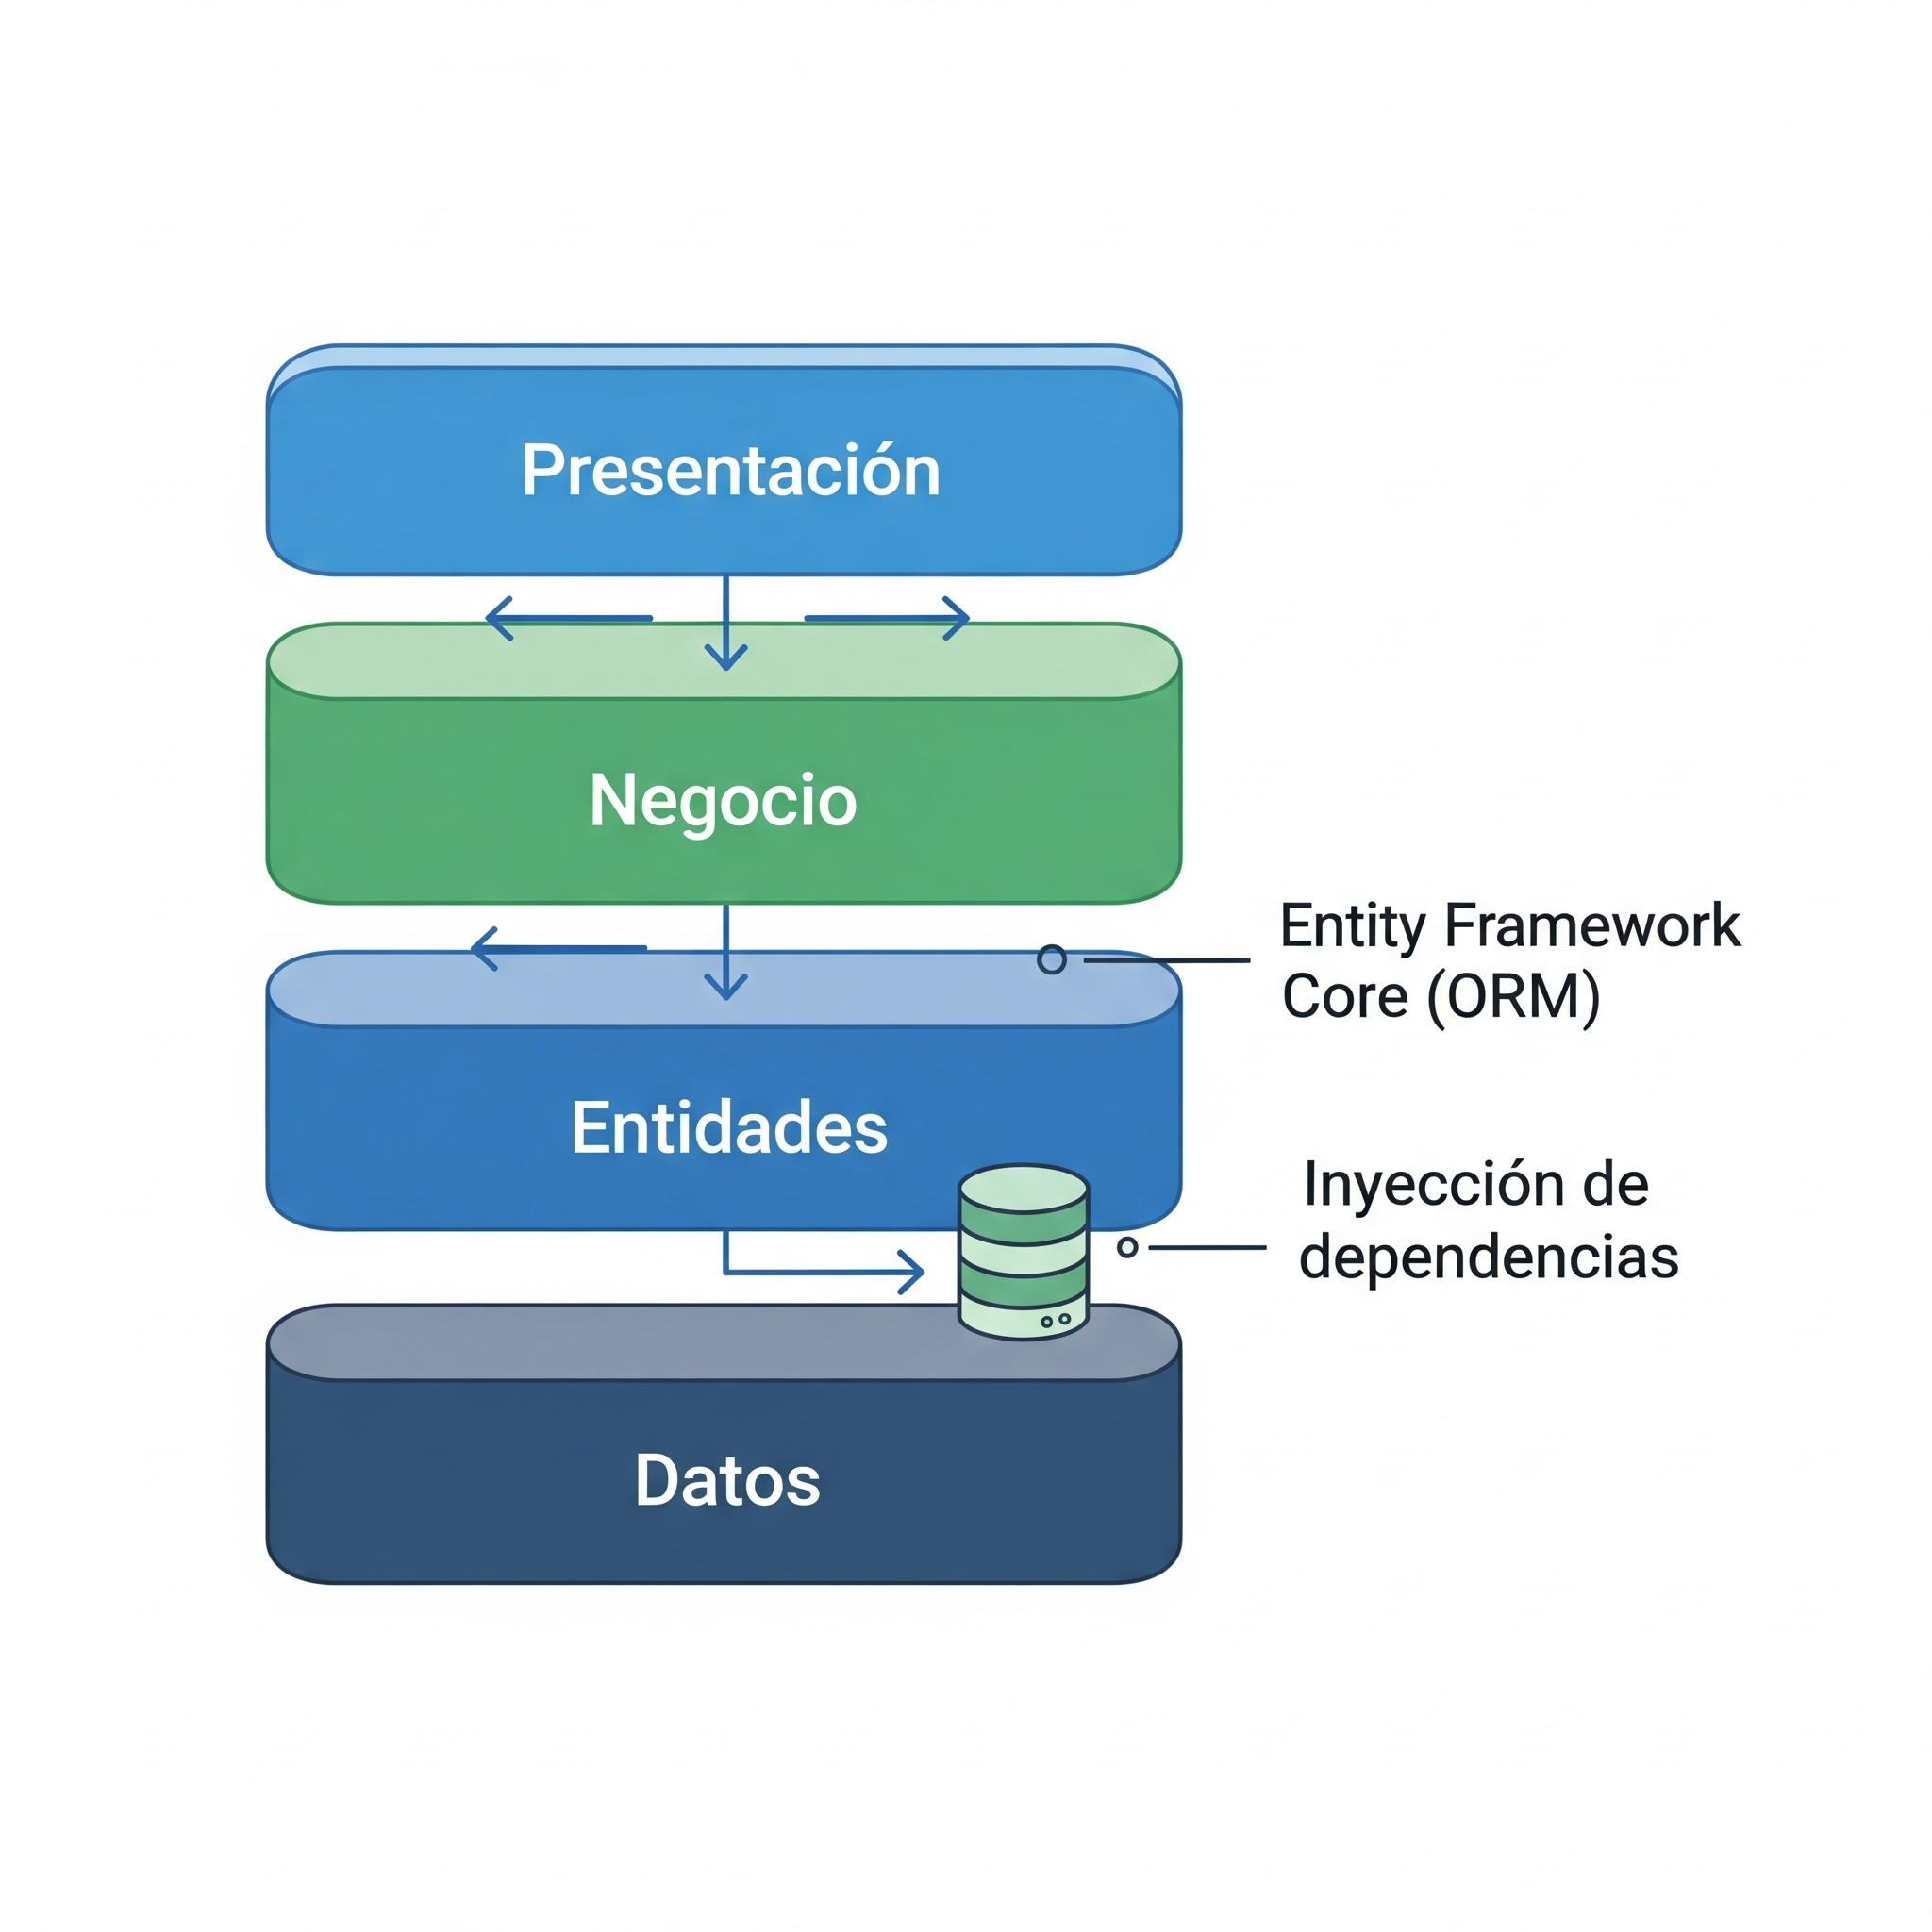 Presentación
Negocio
Entity Framework
Core (ORM)
Entidades
Inyección de
dependencias
Datos